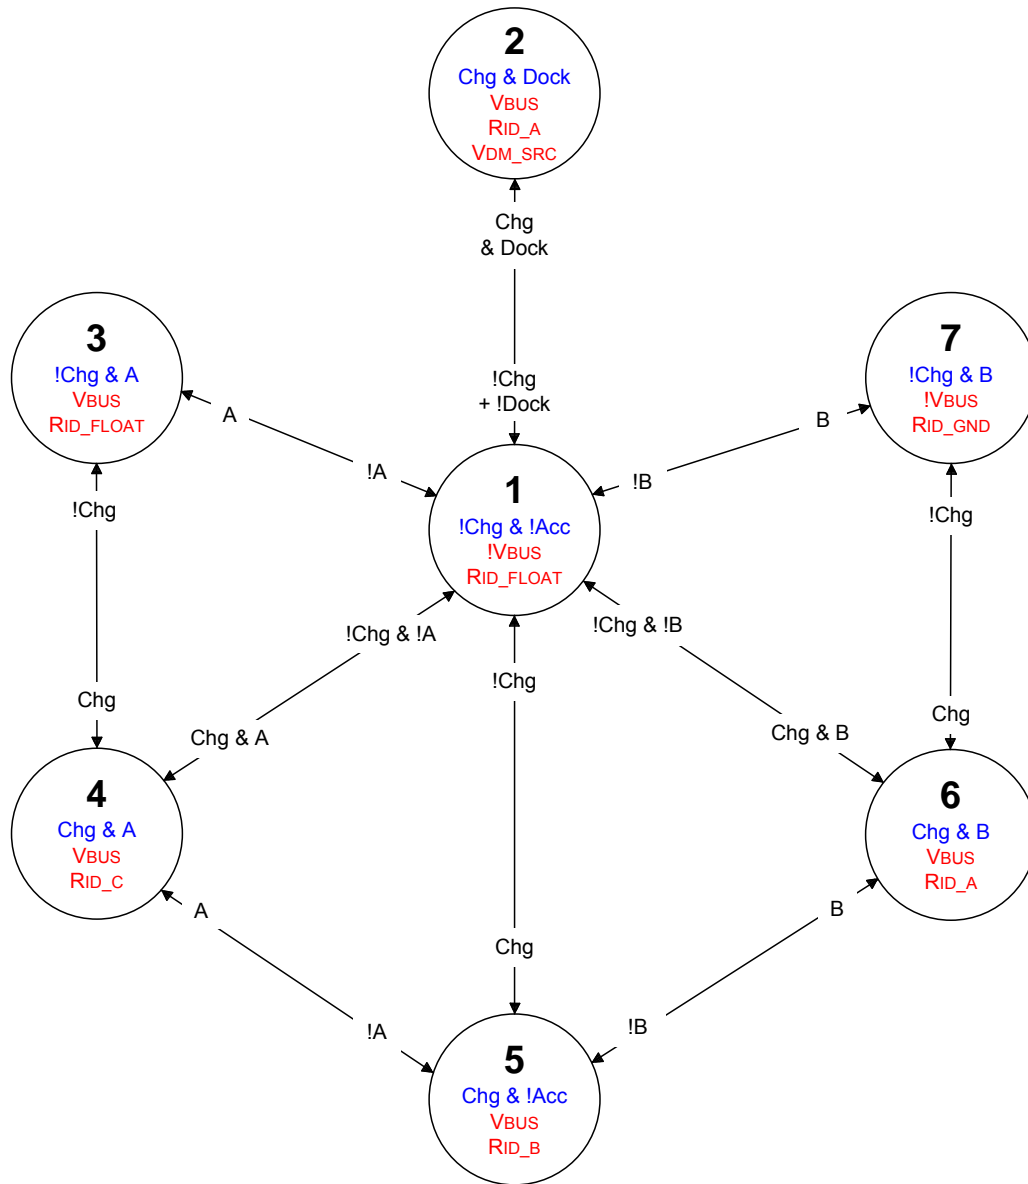 2
Chg & Dock
VBUS
RID_A
VDM_SRC
Chg
& Dock
3
!Chg & A
VBUS
RID_FLOAT
7
!Chg & B
!VBUS
RID_GND
!Chg
+ !Dock
A
B
!A
!B
1
!Chg & !Acc
!VBUS
RID_FLOAT
!Chg
!Chg
!Chg & !A
!Chg & !B
!Chg
Chg
Chg
Chg & A
Chg & B
4
Chg & A
VBUS
RID_C
6
Chg & B
VBUS
RID_A
A
B
Chg
!A
!B
5
Chg & !Acc
VBUS
RID_B